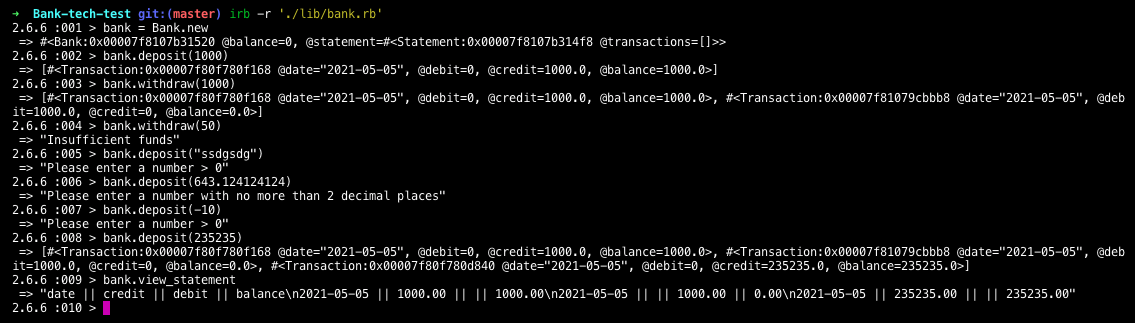 → Bank-tech-test git:(master) irb -r './lib/bank.rb'
2.6.6 :001 > bank = Bank.new
 => #<Bank:0x00007f8107b31520 @balance=0, @statement=#<Statement:0x00007f8107b314f8 @transactions=[]>>
2.6.6 :002 > bank.deposit(1000)
 => [#<Transaction:0x00007f80f780f168 @date="2021-05-05", @debit=0, @credit=1000.0, @balance=1000.0>]
2.6.6 :003 > bank.withdraw(1000)
 => [#<Transaction:0x00007f80f780f168 @date="2021-05-05", @debit=0, @credit=1000.0, @balance=1000.0>, #<Transaction:0x00007f81079cbbb8 @date="2021-05-05", @deb
it=1000.0, @credit=0, @balance=0.0>]
2.6.6 :004 > bank.withdraw(50)
 => "Insufficient funds"
2.6.6 :005 > bank.deposit("ssdgsdg")
 => "Please enter a number > 0"
2.6.6 :006 > bank.deposit(643.124124124)
 => "Please enter a number with no more than 2 decimal places"
2.6.6 :007 > bank.deposit(-10)
 => "Please enter a number > 0"
2.6.6 :008 > bank.deposit(235235)
 => [#<Transaction:0x00007f80f780f168 @date="2021-05-05", @debit=0, @credit=1000.0, @balance=1000.0>, #<Transaction:0x00007f81079cbbb8 @date="2021-05-05", @deb
it=1000.0, @credit=0, @balance=0.0>, #<Transaction:0x00007f80f780d840 @date="2021-05-05", @debit=0, @credit=235235.0, @balance=235235.0>]
2.6.6 :009 > bank.view_statement
 => "date || credit || debit || balance\n2021-05-05 || 1000.00 || || 1000.00\n2021-05-05 || || 1000.00 || 0.00\n2021-05-05 || 235235.00 || || 235235.00"
2.6.6 :010 >